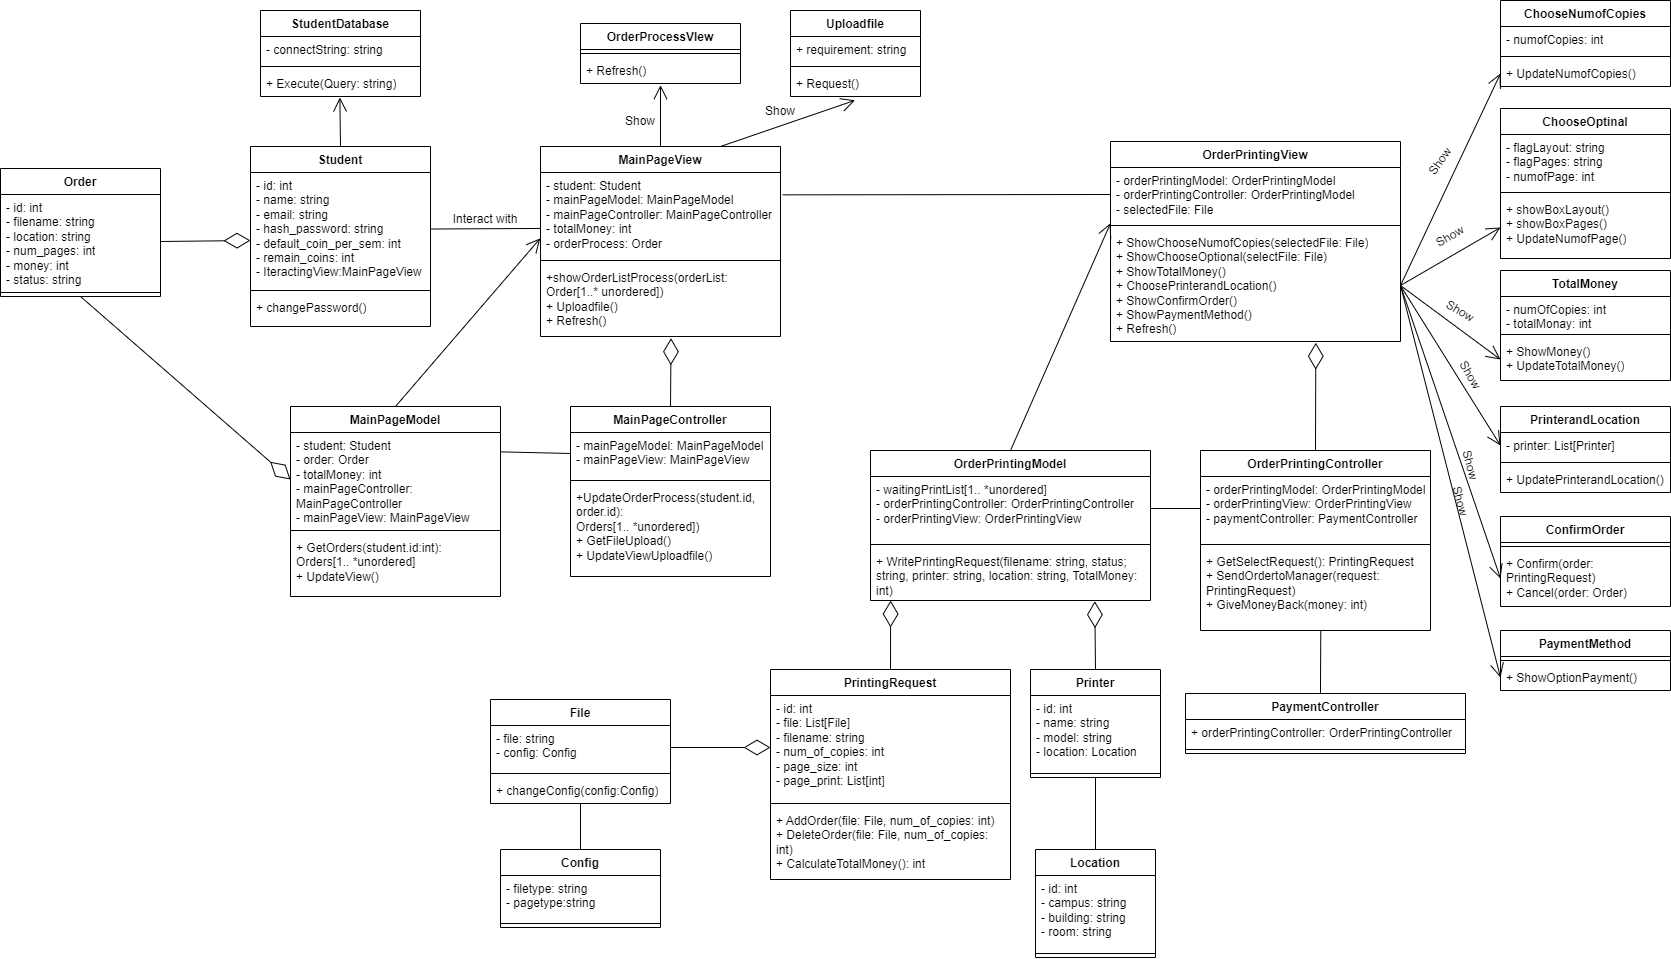 StudentDatabase
- connectString: string
+ Execute(Query: string)
OrderProcessVIew
+ Refresh()
Uploadfile
+ requirement: string
+ Request()
ChooseNumofCopies
- numofCopies: int
+ UpdateNumofCopies()
Show
Show
Order
- id: int
- filename: string
- location: string
- num_pages: int
- money: int
- status: string
Student
- id: int
- name: string
- email: string
- hash_password: string
- default_coin_per_sem: int
- remain_coins: int
- IteractingView:MainPageView
+ changePassword()
Interact with
MainPageView
- student: Student
- mainPageModel: MainPageModel
- mainPageController: MainPageController
- totalMoney: int
- orderProcess: Order
+showOrderListProcess(orderList:
Order[1..* unordered])
+ Uploadfile()
+ Refresh()
OrderPrintingView
- orderPrintingModel: OrderPrintingModel
- orderPrintingController: OrderPrintingModel
- selectedFile: File
+ ShowChooseNumofCopies(selectedFile: File)
+ ShowChooseOptional(selectFile: File)
+ ShowTotalMoney()
+ ChoosePrinterandLocation()
+ ShowConfirmOrder()
+ ShowPaymentMethod()
+ Refresh()
Show
Show
Show
Show
Show
Show
ChooseOptinal
- flagLayout: string
- flagPages: string
- numofPage: int
+ showBoxLayout()
+ showBoxPages()
+ UpdateNumofPage()
TotalMoney
- numOfCopies: int
- totalMonay: int
+ ShowMoney()
+ UpdateTotalMoney()
PrinterandLocation
- printer: List[Printer]
+ UpdatePrinterandLocation()
ConfirmOrder
+ Confirm(order:
PrintingRequest)
+ Cancel(order: Order)
PaymentMethod
+ ShowOptionPayment()
MainPageModel
- student: Student
- order: Order
- totalMoney: int
- mainPageController:
MainPageController
- mainPageView: MainPageView
+ GetOrders(student.id:int):
Orders[1.. *unordered]
+ UpdateView()
MainPageController
- mainPageModel: MainPageModel
- mainPageView: MainPageView
+UpdateOrderProcess(student.id,
order.id):
Orders[1.. *unordered])
+ GetFileUpload()
+ UpdateViewUploadfile()
OrderPrintingModel
- waitingPrintList[1.. *unordered]
- orderPrintingController: OrderPrintingController
- orderPrintingView: OrderPrintingView
+ WritePrintingRequest(filename: string, status;
string, printer: string, location: string, TotalMoney:
int)
OrderPrintingController
- orderPrintingModel: OrderPrintingModel
- orderPrintingView: OrderPrintingView
- paymentController: PaymentController
+ GetSelectRequest(): PrintingRequest
+ SendOrdertoManager(request:
PrintingRequest)
+ GiveMoneyBack(money: int)
PaymentController
+ orderPrintingController: OrderPrintingController
File
- file: string
- config: Config
+ changeConfig(config:Config)
PrintingRequest
- id: int
- file: List[File]
- filename: string
- num_of_copies: int
- page_size: int
- page_print: List[int]
+ AddOrder(file: File, num_of_copies: int)
+ DeleteOrder(file: File, num_of_copies:
int)
+ CalculateTotalMoney(): int
Printer
- id: int
- name: string
- model: string
- location: Location
Config
- filetype: string
- pagetype:string
Location
- id: int
- campus: string
- building: string
- room: string